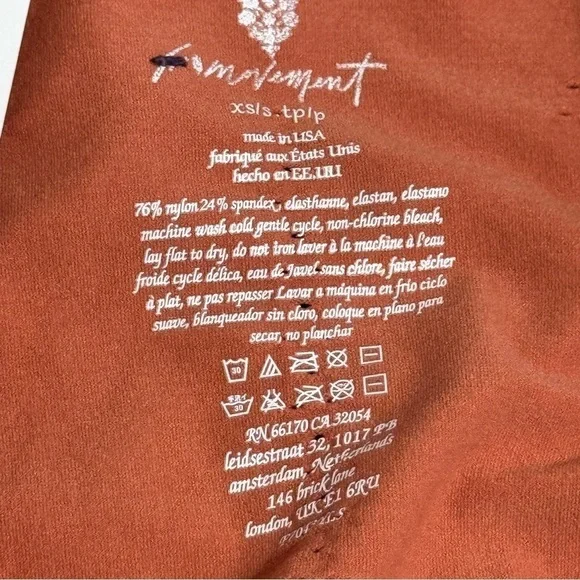 movement
xs/s.tp/p
made in USA
fabriqué aux États Unis
hecho en EE.UU
76% nylon 24% spandex, elasthanne, elastan, elastano
machine wash cold gentle cycle, non-chlorine bleach,
lay flat to dry, do not iron laver à la machine à l'eau
froide cycle délica, eau de Javel sans chlore, faire sécher
à plat, ne pas repasser Lavar a máquina en frio ciclo
suave, blanqueador sin cloro, coloque en plano para
secar, no planchar
30
30
RN 66170 CA 32054
leidsestraat 32, 1017 PB
amsterdam, Netherlands
146 brick lane
london, UK E1 6RU